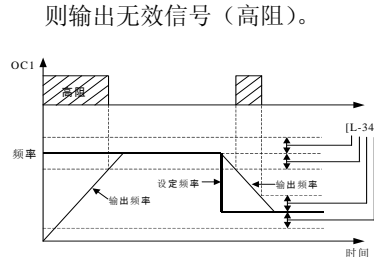 则输出无效信号（高阻）。
OC1
高阻
[L-34
频率
设定频率
输出频率
输出频率
时间